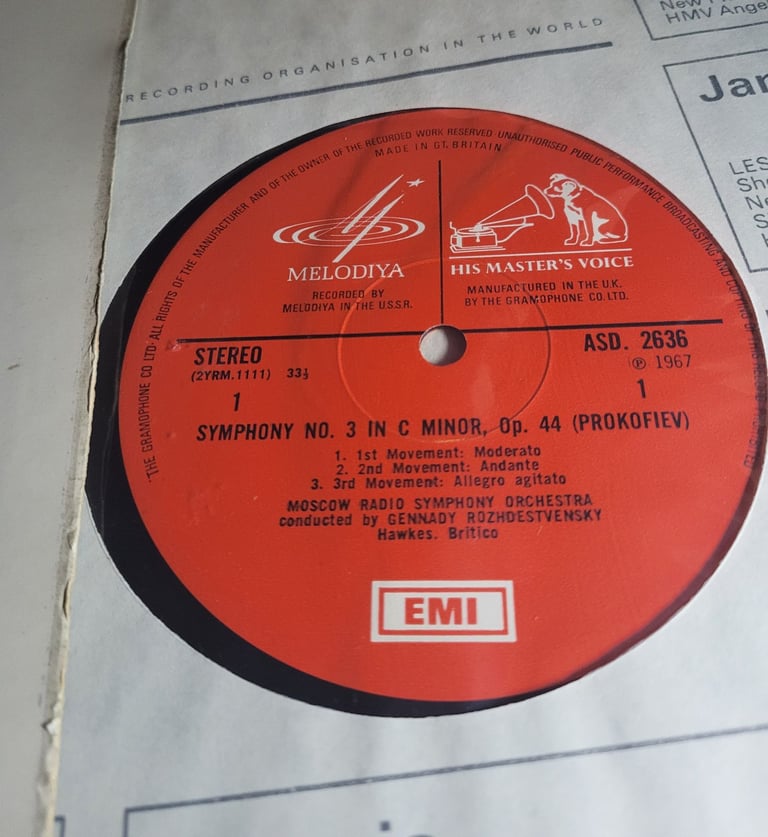 New
HMV Ange
RECORDING ORGANISATION IN THE WORLD
Jan
LES
Sh
Ne
S
THE GRAMOPHONE CO LTD· ALL RIGHTS OF THE MANUFACTURER AND OF THE OWNER OF THE RECORDED WORK RESERVED·UNAUTHORISED PUBLIC PERFORMANCE BROADCASTING AND
MADE IN GT. BRITAIN
MELODIYA
RECORDED BY
MELODIYA IN THE U.S.S.R.
HIS MASTER'S VOICE
MANUFACTURED IN THE U.K.
BY THE GRAMOPHONE CO. LTD.
STEREO
(2YRM.1111) 33⅓
1
ASD. 2636
℗ 1967
1
SYMPHONY NO. 3 IN C MINOR, Op. 44 (PROKOFIEV)
1. 1st Movement: Moderato
2. 2nd Movement: Andante
3. 3rd Movement: Allegro agitato
MOSCOW RADIO SYMPHONY ORCHESTRA
conducted by GENNADY ROZHDESTVENSKY
Hawkes. Britico
EMI